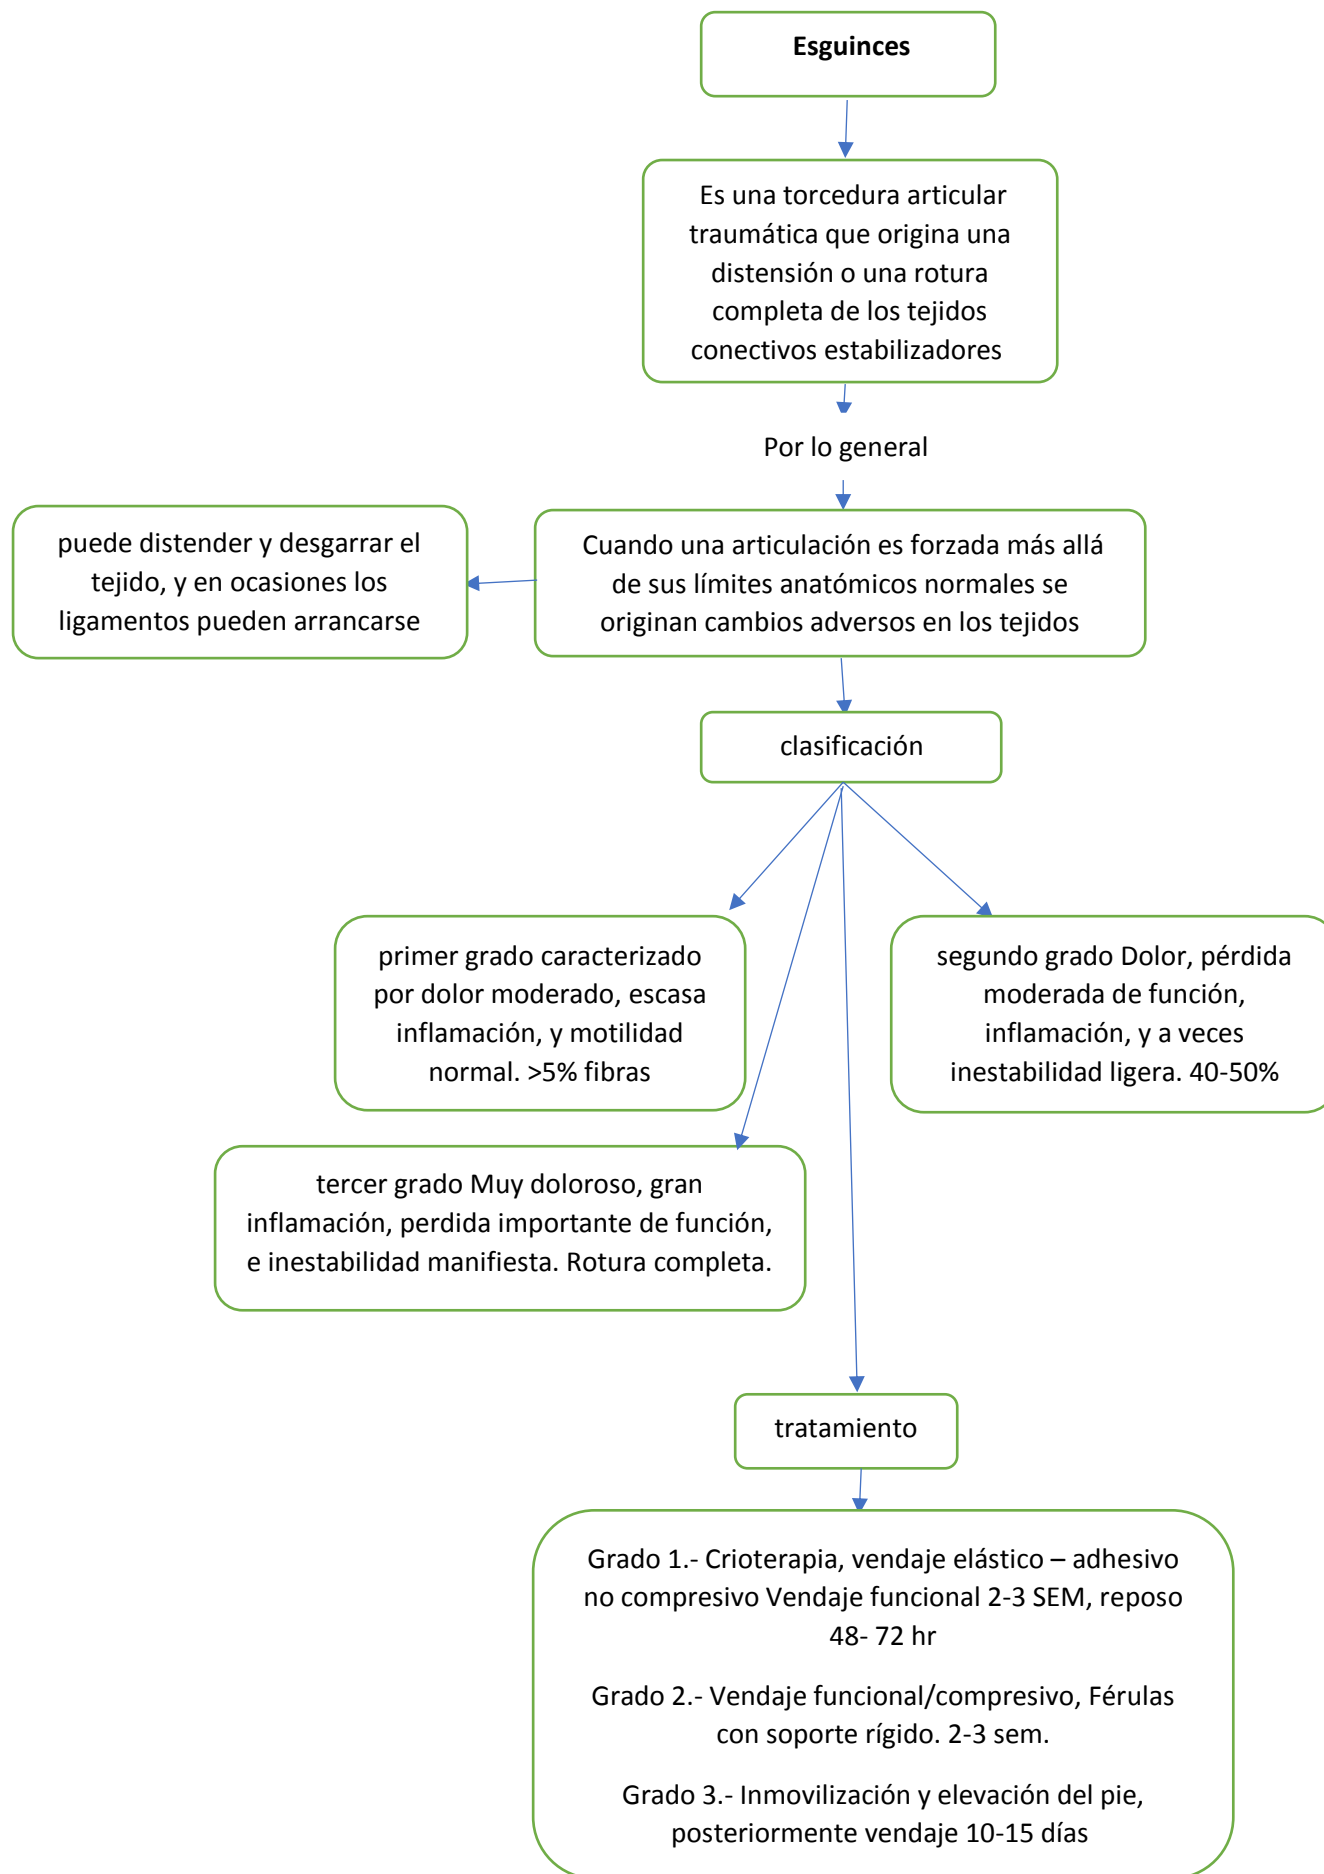 Esguinces
Es una torcedura articular
traumática que origina una
distensión o una rotura
completa de los tejidos
conectivos estabilizadores
Por lo general
puede distender y desgarrar el
tejido, y en ocasiones los
ligamentos pueden arrancarse
Cuando una articulación es forzada más allá
de sus límites anatómicos normales se
originan cambios adversos en los tejidos
clasificación
primer grado caracterizado
por dolor moderado, escasa
inflamación, y motilidad
normal. >5% fibras
segundo grado Dolor, pérdida
moderada de función,
inflamación, y a veces
inestabilidad ligera. 40-50%
tercer grado Muy doloroso, gran
inflamación, perdida importante de función,
e inestabilidad manifiesta. Rotura completa.
tratamiento
Grado 1.- Crioterapia, vendaje elástico – adhesivo
no compresivo Vendaje funcional 2-3 SEM, reposo
48- 72 hr
Grado 2.- Vendaje funcional/compresivo, Férulas
con soporte rígido. 2-3 sem.
Grado 3.- Inmovilización y elevación del pie,
posteriormente vendaje 10-15 días